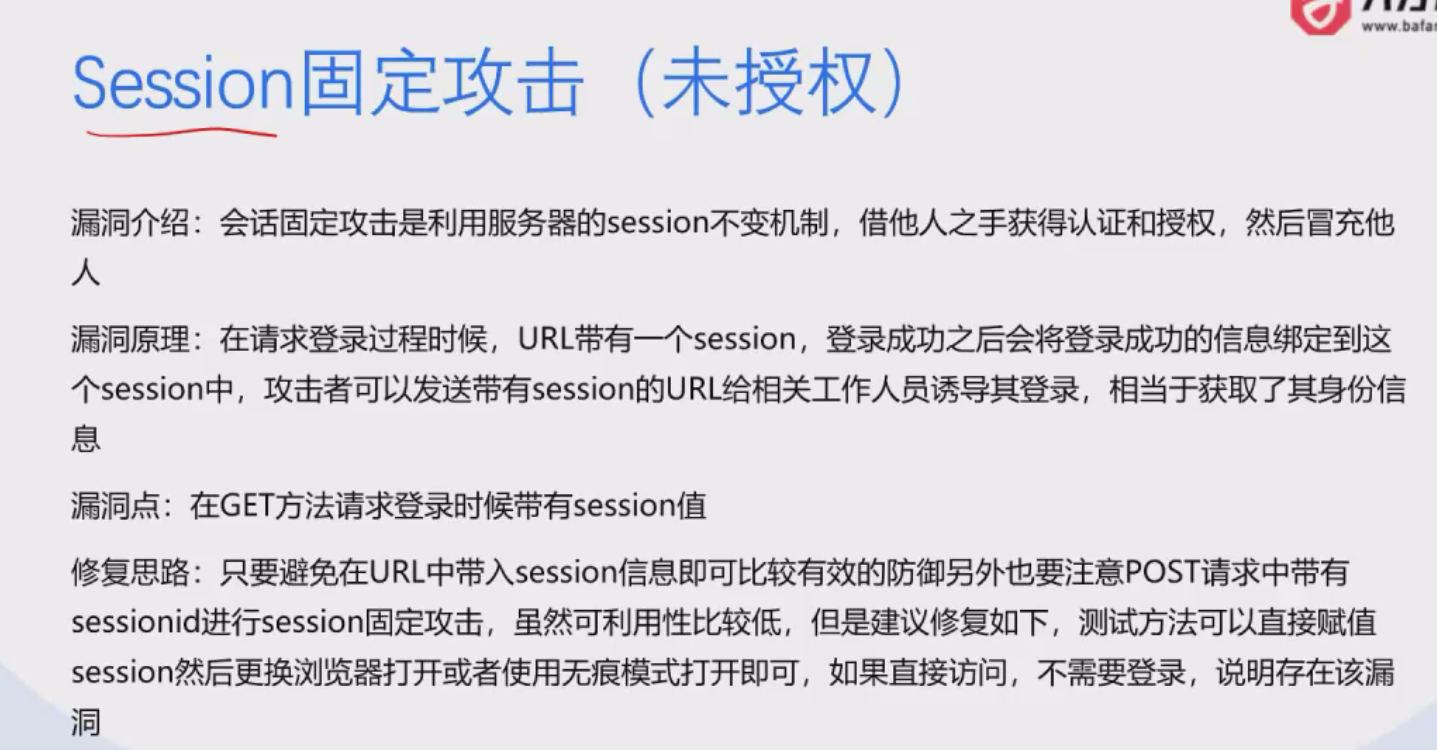 www.bafan
Session固定攻击（未授权）
漏洞介绍：会话固定攻击是利用服务器的session不变机制，借他人之手获得认证和授权，然后冒充他
人
漏洞原理：在请求登录过程时候，URL带有一个session，登录成功之后会将登录成功的信息绑定到这
个session中，攻击者可以发送带有session的URL给相关工作人员诱导其登录，相当于获取了其身份信
息
漏洞点：在GET方法请求登录时候带有session值
修复思路：只要避免在URL中带入session信息即可比较有效的防御另外也要注意POST请求中带有
sessionid进行session固定攻击，虽然可利用性比较低，但是建议修复如下，测试方法可以直接赋值
session然后更换浏览器打开或者使用无痕模式打开即可，如果直接访问，不需要登录，说明存在该漏
洞